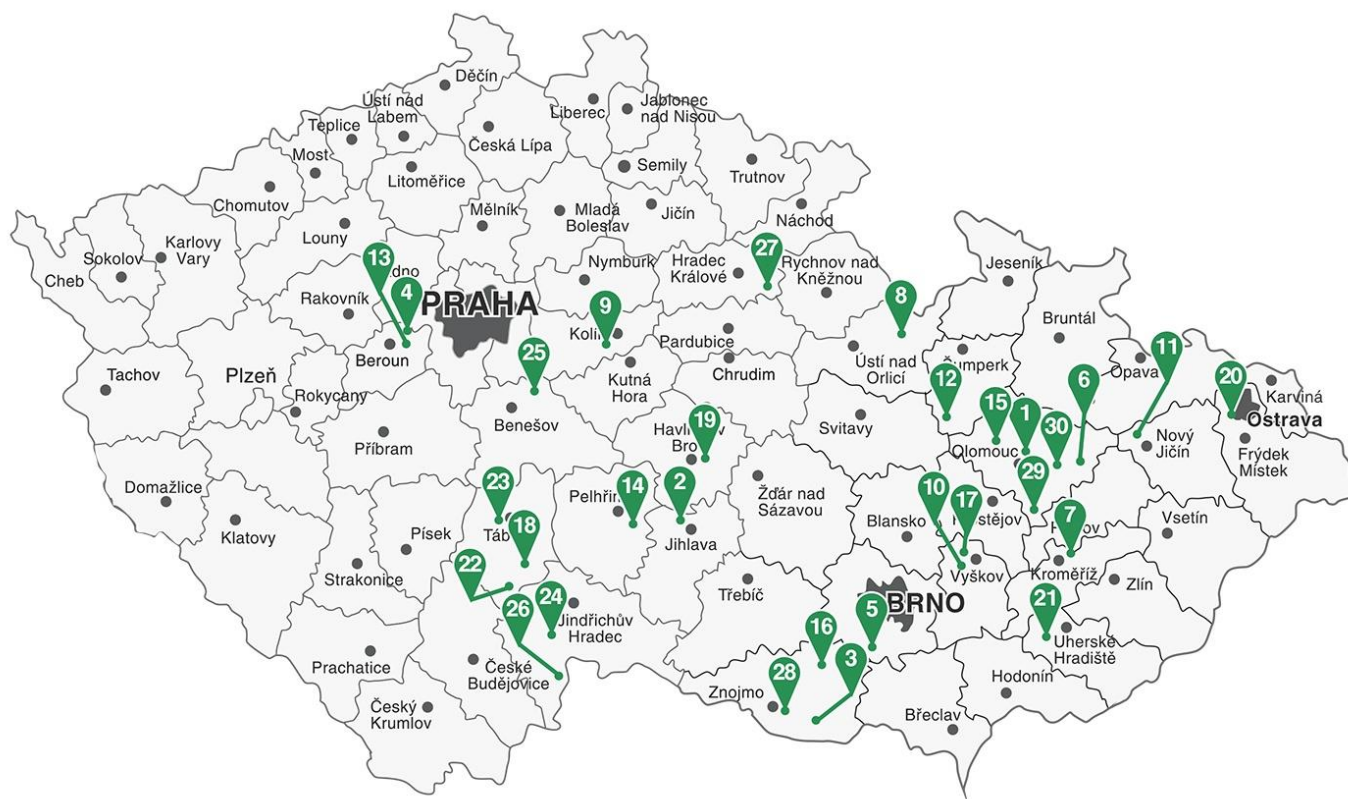 Děčín
Ústí nad
Labem
Teplice
Most
Liberec
Jablonec
nad Nisou
Česká Lípa
Semily
Trutnov
Litoměřice
Chomutov
Mělník
Mladá
Boleslav
Jičín
Náchod
Louny
Karlovy
Vary
Sokolov
Cheb
13
dno
4
PRAHA
Rakovník
Nymburk
Hradec
Králové
27
Rychnov nad
Kněžnou
Jeseník
8
9
Kolín
Bruntál
Beroun
25
Pardubice
Ústí nad
Orlicí
Šumperk
11
Opava
6
Tachov
Plzeň
Rokycany
Kutná
Hora
Chrudim
12
20
Karviná
Ostrava
Benešov
19
Svitavy
15
1
30
Olomouc
Nový
Jičín
Frýdek
Místek
Příbram
Domažlice
Klatovy
23
14
2
Žďár nad
Sázavou
10
17
29
Blansko
7
Vsetín
Písek
18
Jihlava
Vyškov
Kroměříž
Zlín
Strakonice
22
26
24
Jindřichův
Hradec
Třebíč
BRNO
5
21
Uherské
Hradiště
Prachatice
České
Budějovice
16
3
28
Znojmo
Hodonín
Český
Krumlov
Břeclav